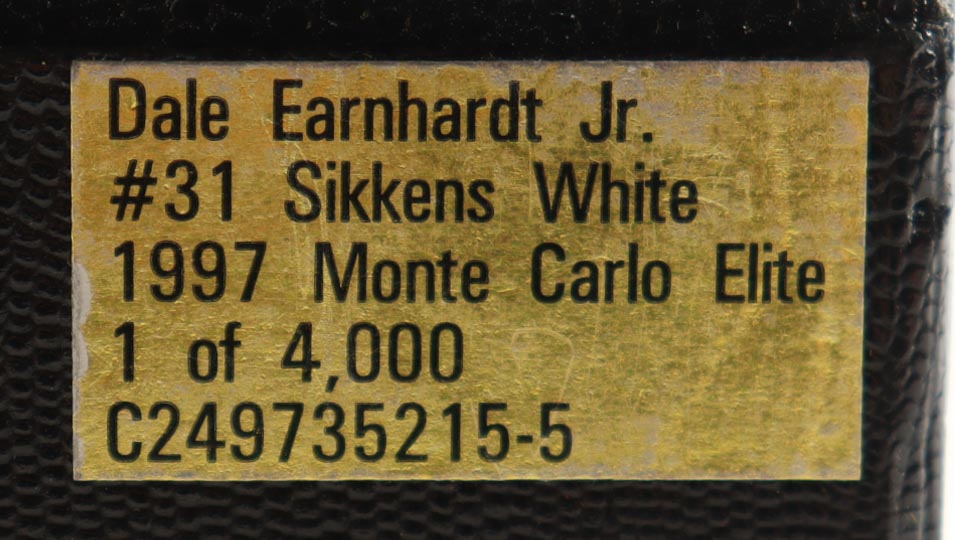 Dale Earnhardt Jr.
#31 Sikkens White
1997 Monte Carlo Elite
1 of 4,000
C249735215-5